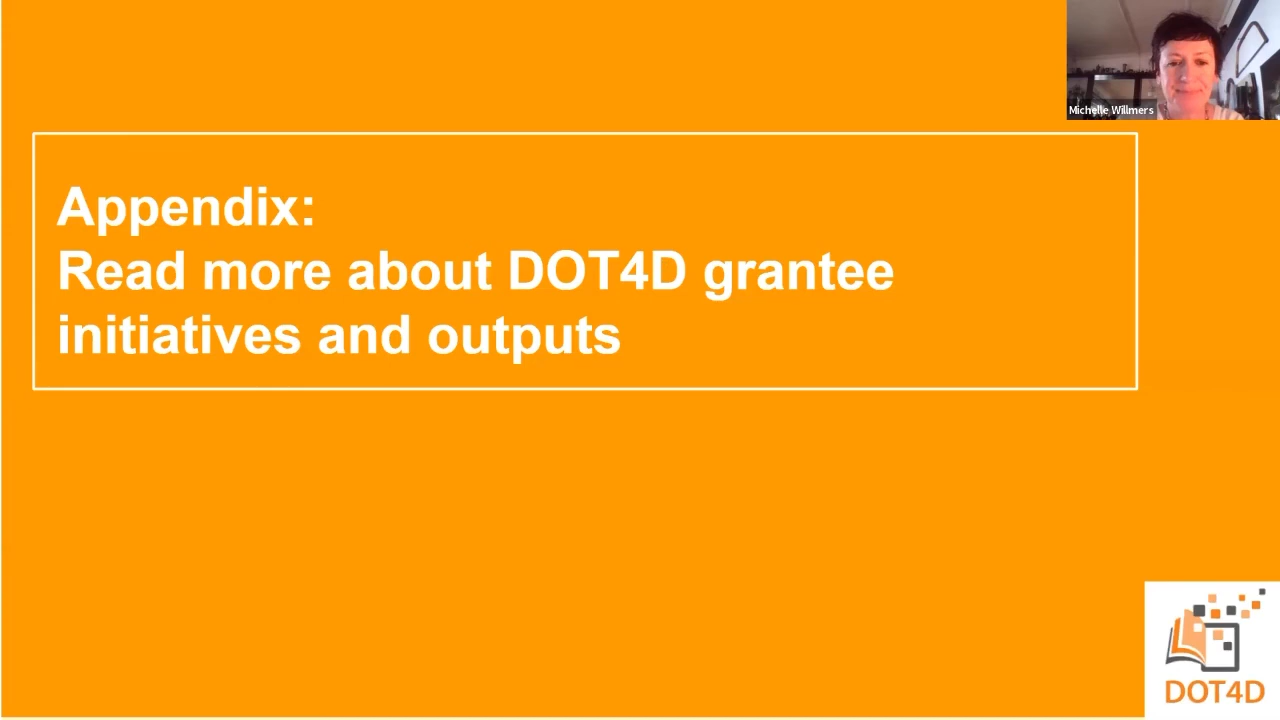 Michelle Willmers
Appendix:
Read more about DOT4D grantee
initiatives and outputs
DOT4D